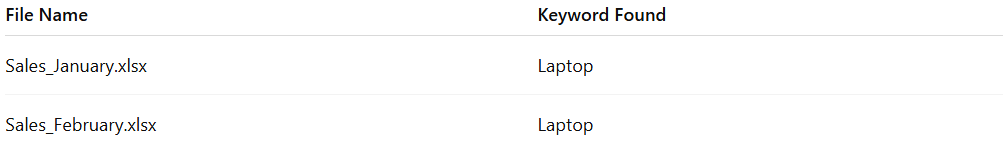 File Name Keyword Found
Sales_January.xlsx Laptop
Sales_February.xlsx Laptop